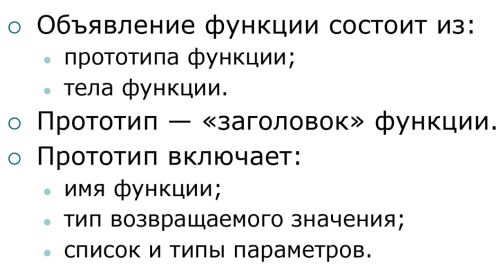 Объявление функции состоит из:
прототипа функции;
тела функции.
Прототип — «заголовок» функции.
Прототип включает:
имя функции;
тип возвращаемого значения;
список и типы параметров.